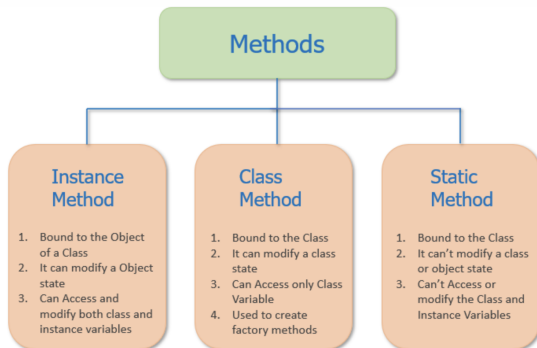 Methods
Instance
Method
1. Bound to the Object
of a Class
2. It can modify a Object
state
3. Can Access and
modify both class and
instance variables
Class
Method
1. Bound to the Class
2. It can modify a class
state
3. Can Access only Class
Variable
4. Used to create
factory methods
Static
Method
1. Bound to the Class
2. It can't modify a class
or object state
3. Can't Access or
modify the Class and
Instance Variables